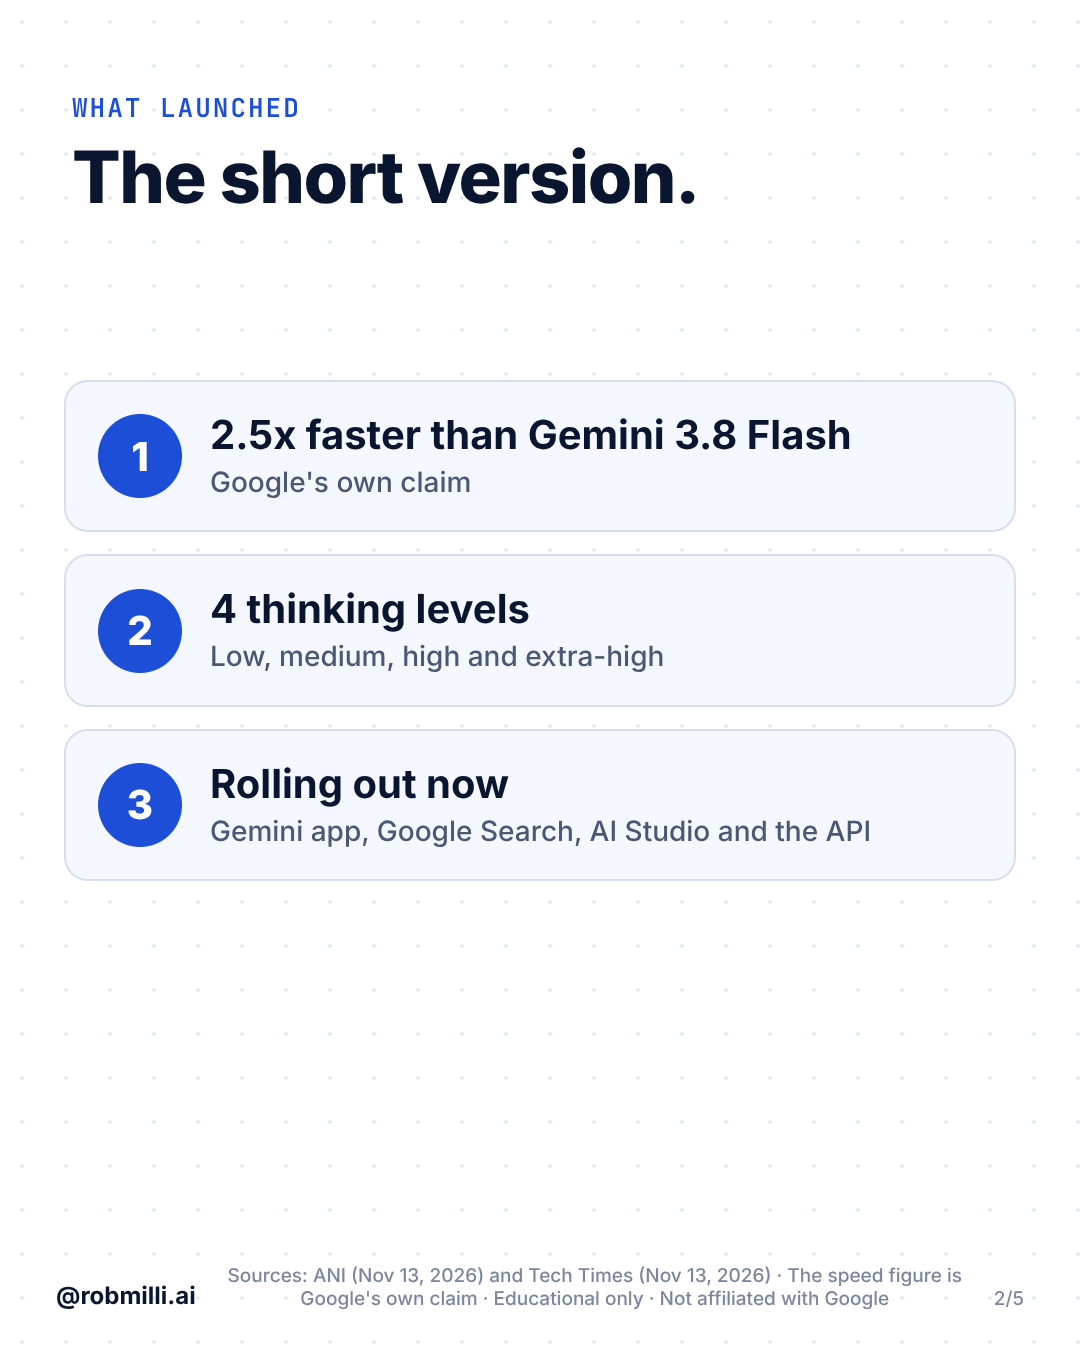 WHAT LAUNCHED
The short version.
1
2.5x faster than Gemini 3.8 Flash
Google's own claim
2
4 thinking levels
Low, medium, high and extra-high
3
Rolling out now
Gemini app, Google Search, AI Studio and the API
@robmilli.ai
Sources: ANI (Nov 13, 2026) and Tech Times (Nov 13, 2026) · The speed figure is
Google's own claim · Educational only · Not affiliated with Google
2/5